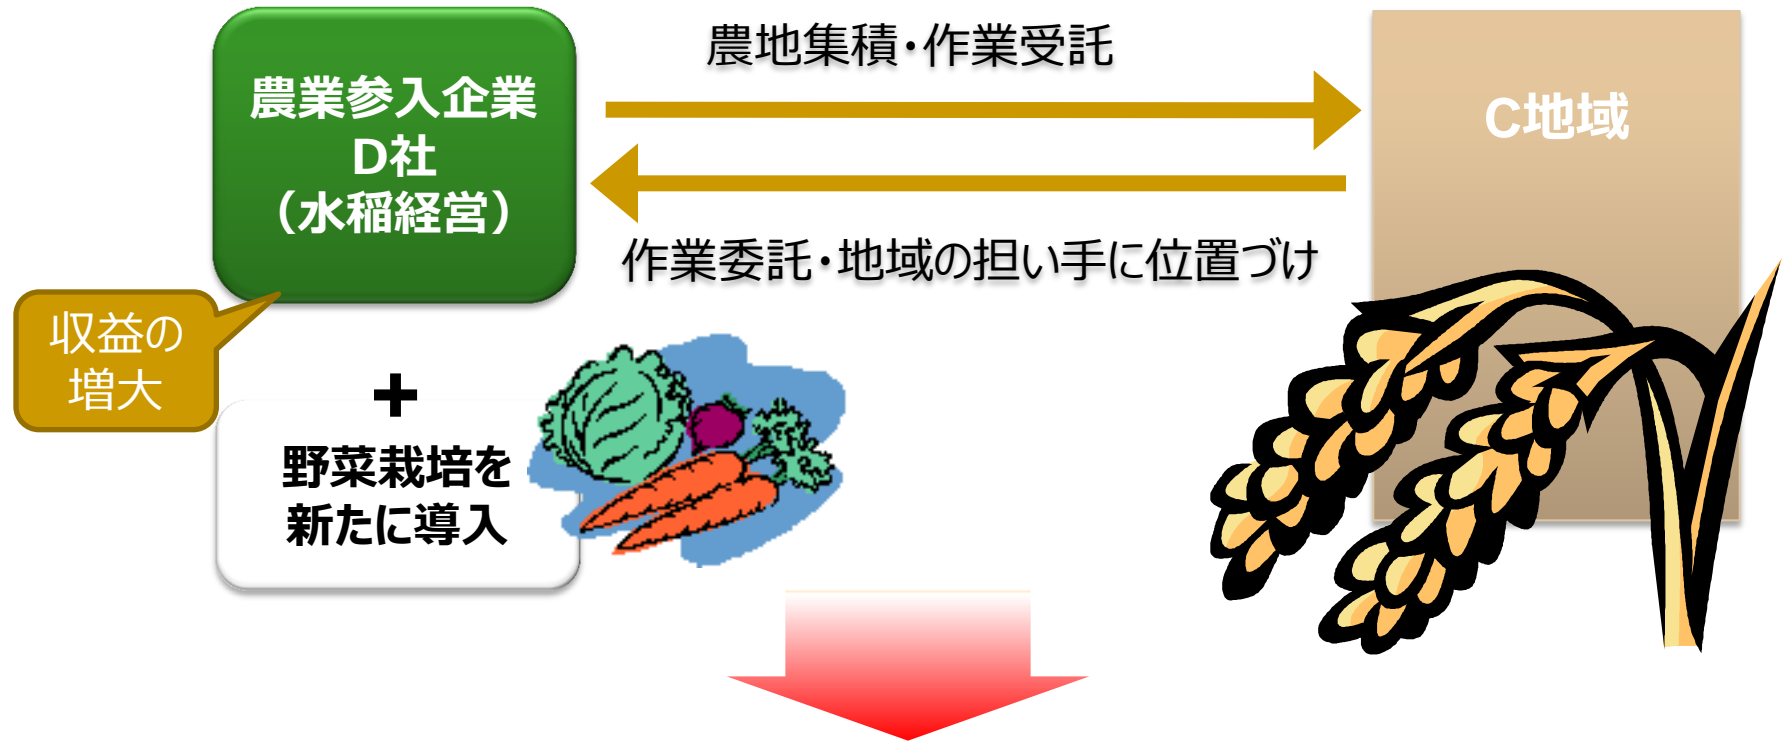 農地集積・作業受託
農業参入企業
D社
（水稲経営）
C地域
作業委託・地域の担い手に位置づけ
収益の
増大
+
野菜栽培を
新たに導入